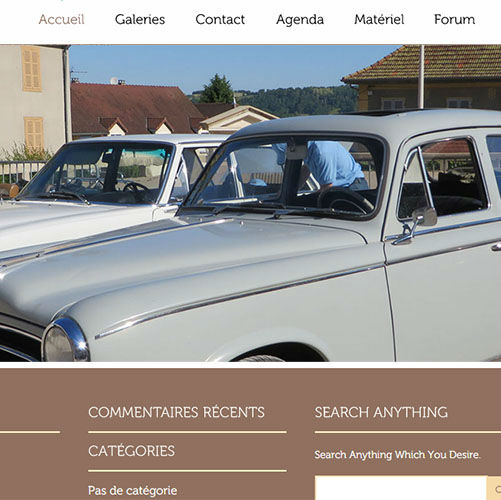 Accueil Galeries Contact Agenda Matériel Forum
COMMENTAIRES RÉCENTS
CATÉGORIES
Pas de catégorie
SEARCH ANYTHING
Search Anything Which You Desire.